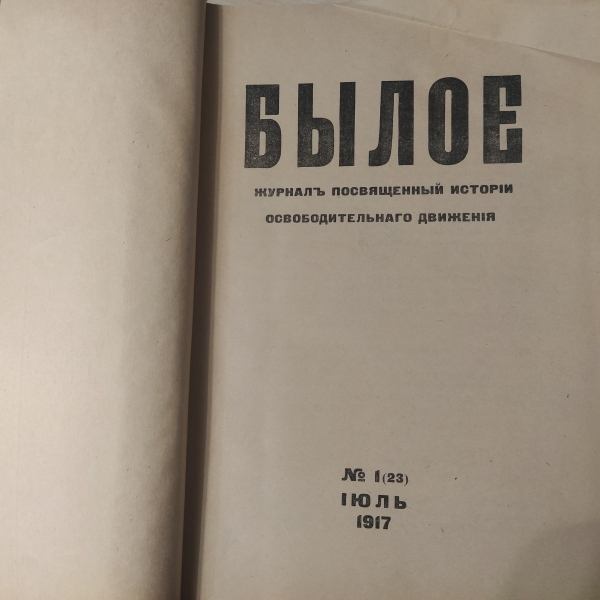 БЫЛОЕ
ЖУРНАЛЪ ПОСВЯЩЕННЫЙ ИСТОРІИ
ОСВОБОДИТЕЛЬНАГО ДВИЖЕНІЯ
№ 1 (23)
ІЮЛЬ
1917